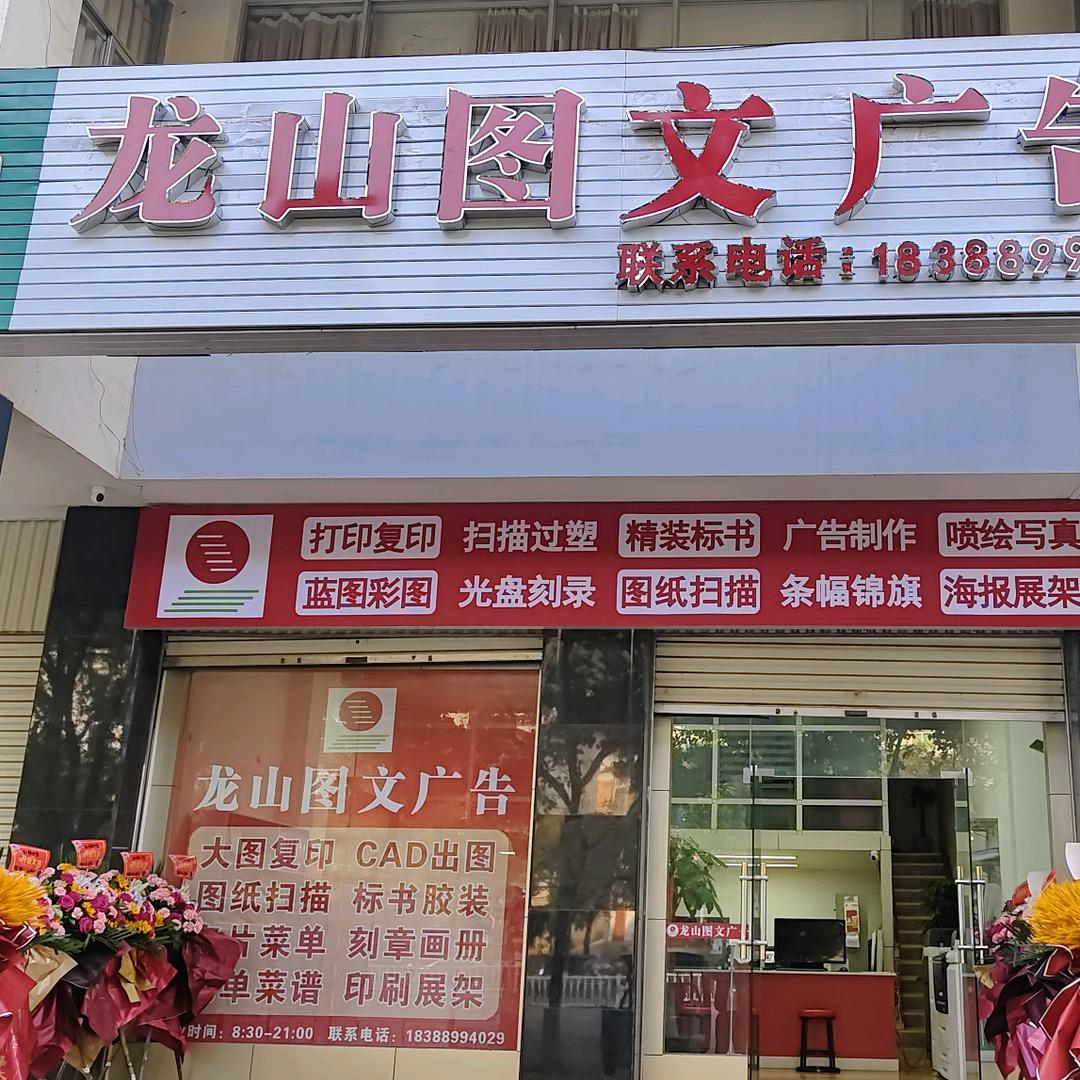 龙山图文广告
联系电话：1838899
打印复印 扫描过塑 精装标书 广告制作 喷绘写真
蓝图彩图 光盘刻录 图纸扫描 条幅锦旗 海报展架
龙山图文广告
大图复印 CAD出图
图纸扫描 标书胶装
片菜单 刻章画册
单菜谱 印刷展架
时间：8:30-21:00 联系电话：18388994029
龙山图文广